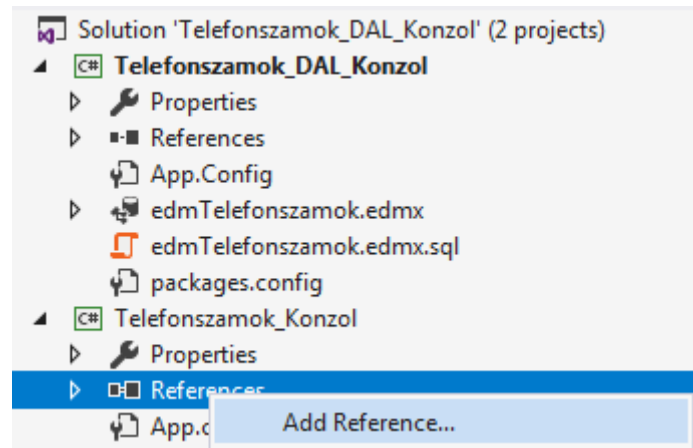 Solution 'Telefonszamok_DAL_Konzol' (2 projects)
C# Telefonszamok_DAL_Konzol
Properties
References
App.Config
edmTelefonszamok.edmx
edmTelefonszamok.edmx.sql
packages.config
C# Telefonszamok_Konzol
Properties
References
App.c Add Reference...